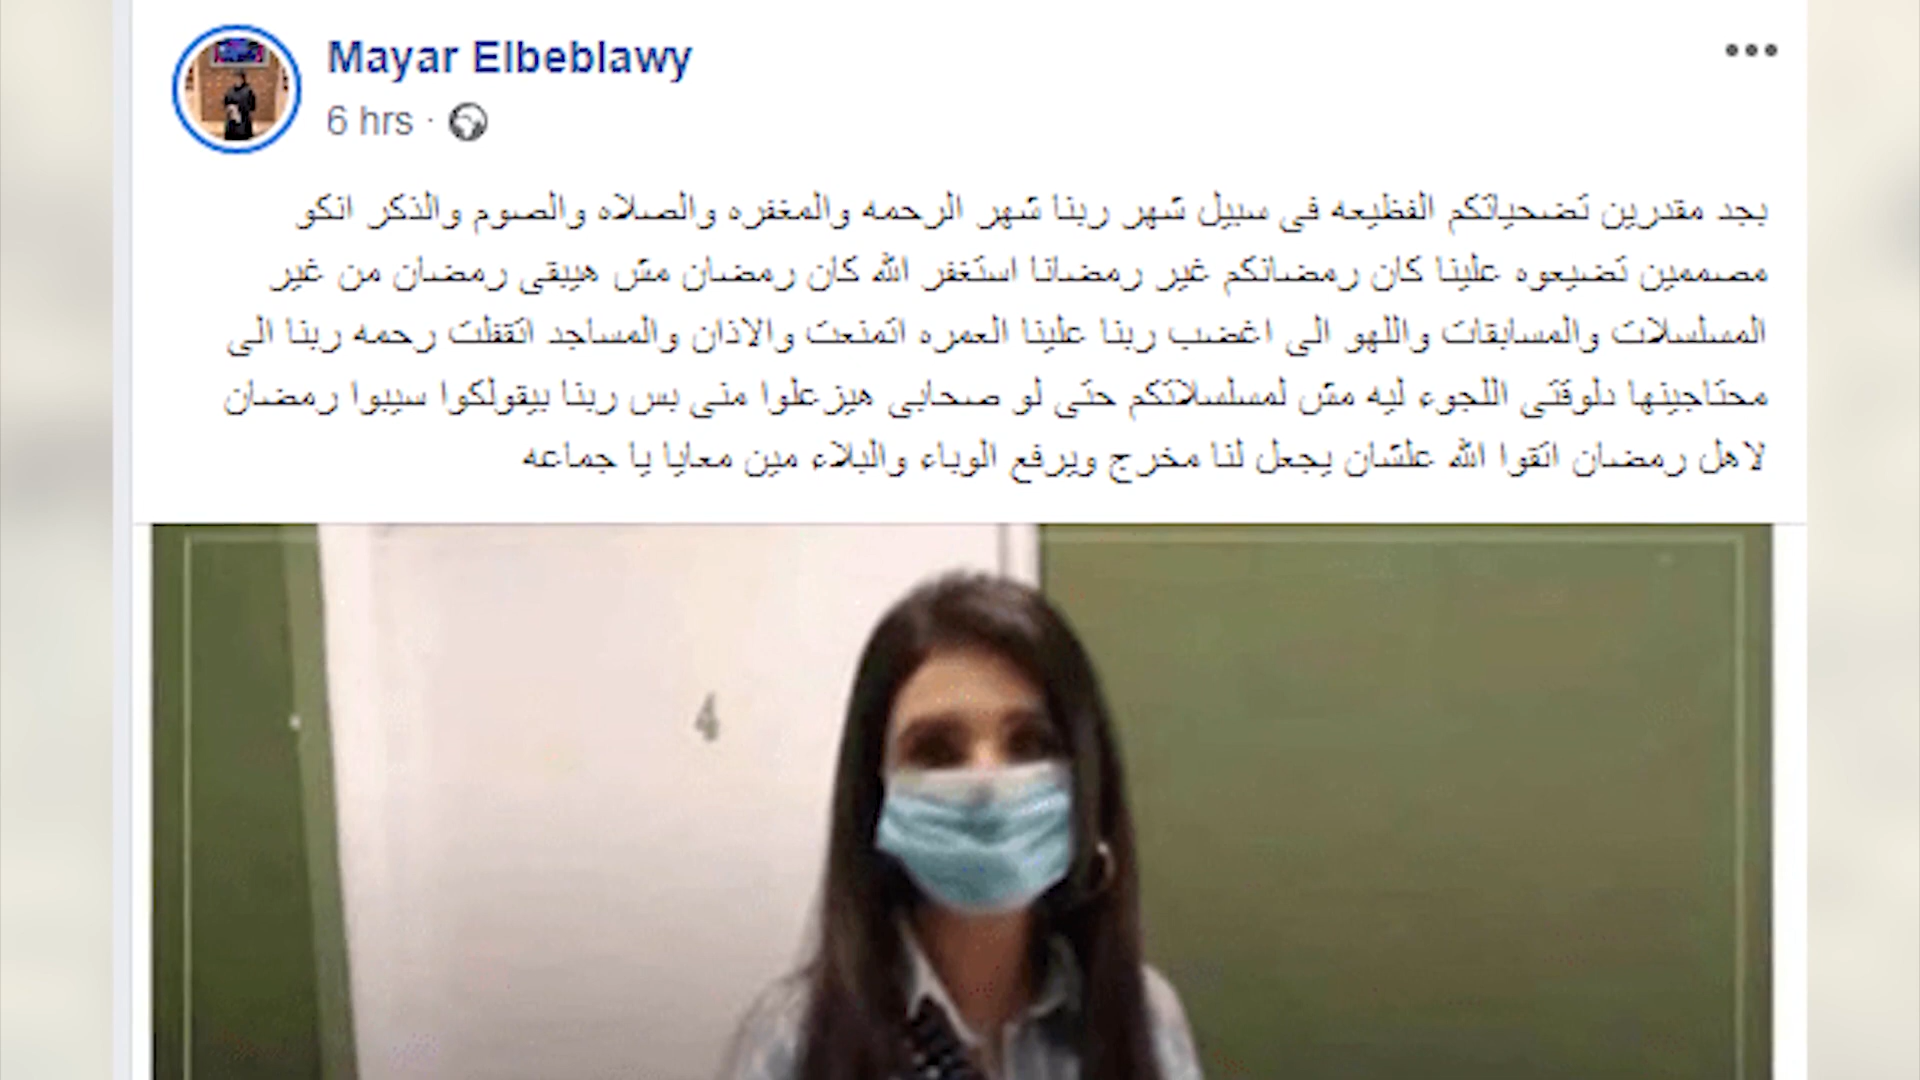 Mayar Elbeblawy
6 hrs ·
بجد مقدرين تضحياتكم الفظيعه فى سبيل شهر ربنا شهر الرحمه والمغفره والصلاه والصوم والذكر انكو
مصممين تضيعوه علينا كان رمضانكم غير رمضانا استغفر الله كان رمضان مش هيبقى رمضان من غير
المسلسلات والمسابقات واللهو الى اغضب ربنا علينا العمره اتمنعت والاذان والمساجد اتقفلت رحمه ربنا الى
محتاجينها دلوقتى اللجوء ليه مش لمسلسلاتكم حتى لو صحابى هيزعلوا منى بس ربنا بيقولكوا سيبوا رمضان
لاهل رمضان اتقوا الله علشان يجعل لنا مخرج ويرفع الوباء والبلاء مين معايا يا جماعه
4